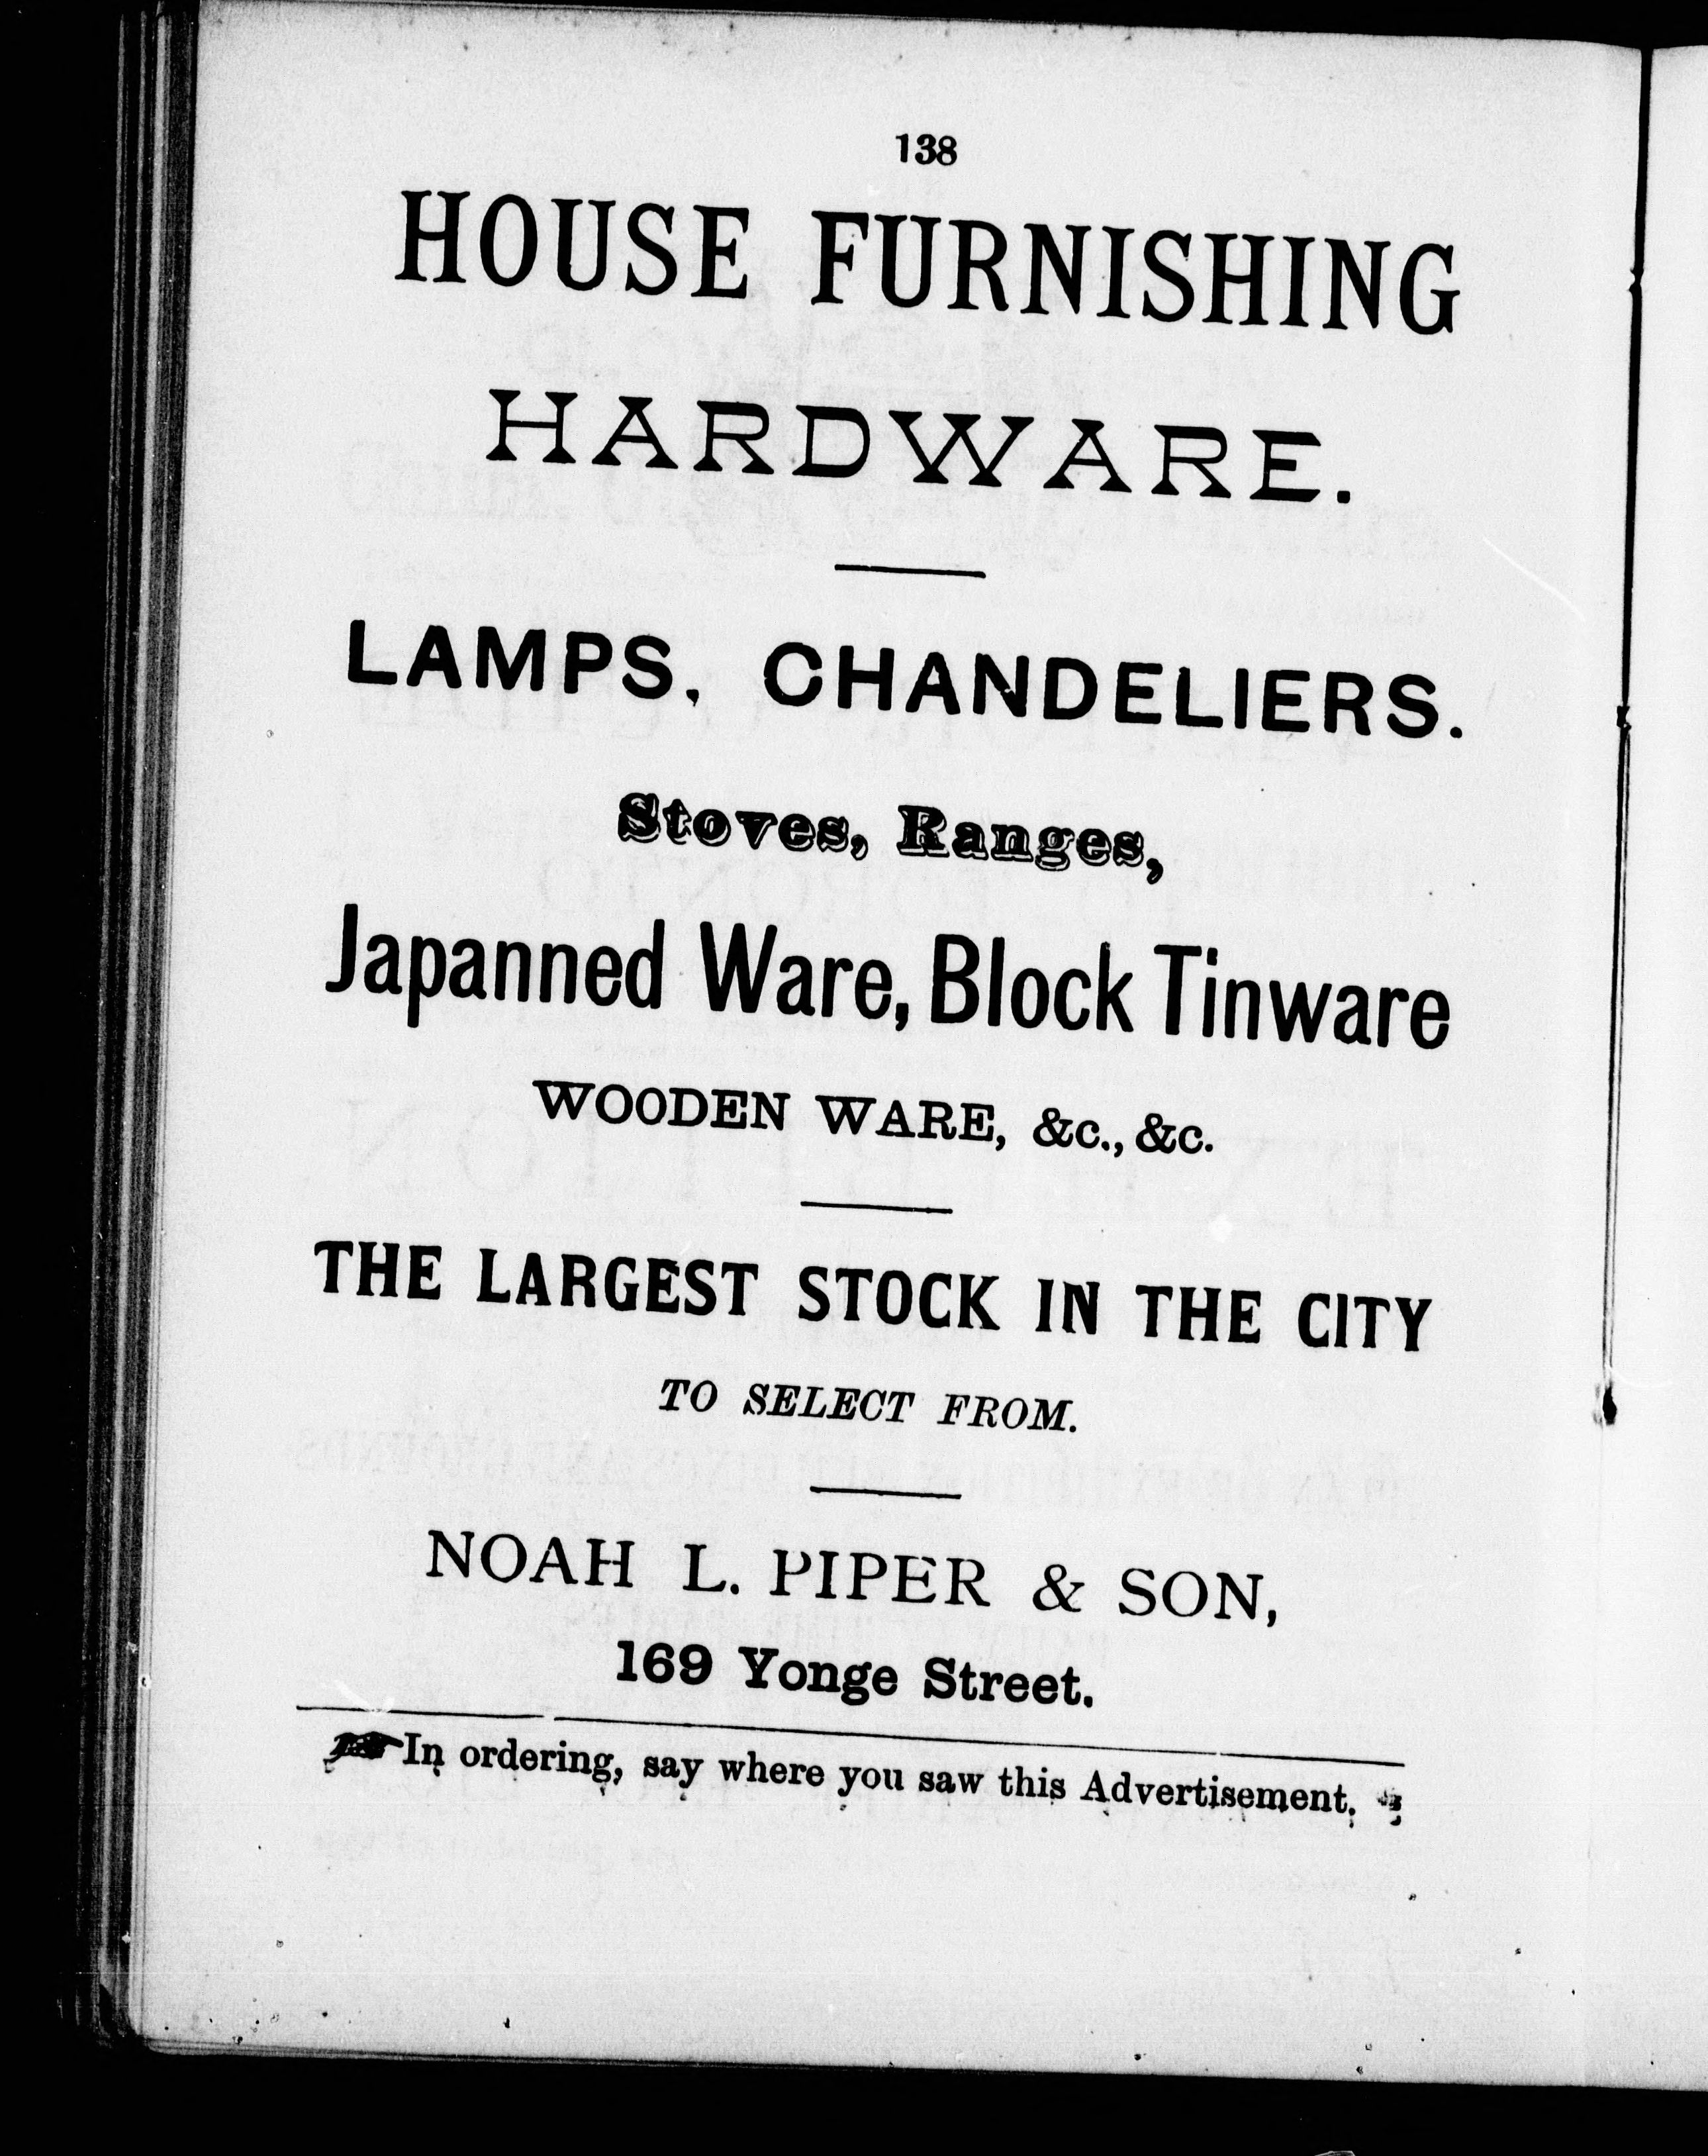 138
HOUSE FURNISHING
HARDWARE.
LAMPS, CHANDELIERS.
Stoves, Ranges,
Japanned Ware, Block Tinware
WOODEN WARE, &c., &c.
THE LARGEST STOCK IN THE CITY
TO SELECT FROM.
NOAH L. PIPER & SON,
169 Yonge Street.
In ordering, say where you saw this Advertisement.